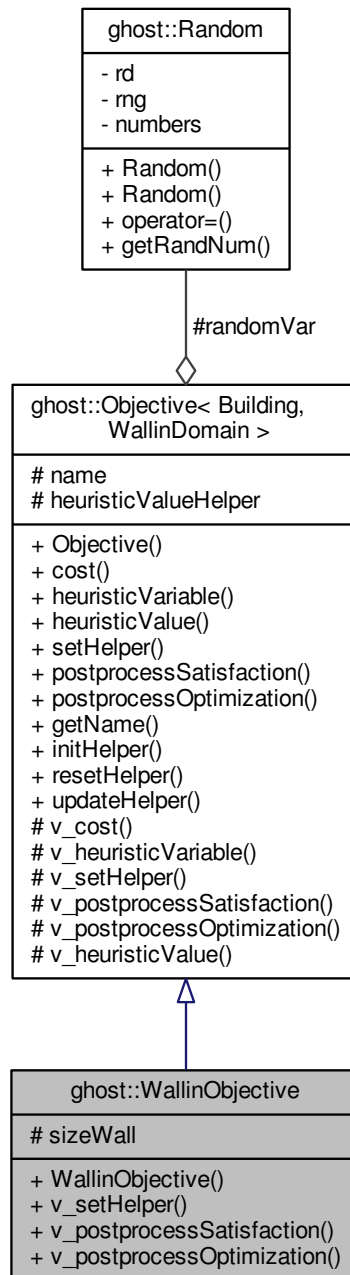 ghost::Random
- rd
- rng
- numbers
+ Random()
+ Random()
+ operator=()
+ getRandNum()
#randomVar
ghost::Objective< Building,
WallinDomain >
# name
# heuristicValueHelper
+ Objective()
+ cost()
+ heuristicVariable()
+ heuristicValue()
+ setHelper()
+ postprocessSatisfaction()
+ postprocessOptimization()
+ getName()
+ initHelper()
+ resetHelper()
+ updateHelper()
# v_cost()
# v_heuristicVariable()
# v_setHelper()
# v_postprocessSatisfaction()
# v_postprocessOptimization()
# v_heuristicValue()
ghost::WallinObjective
# sizeWall
+ WallinObjective()
+ v_setHelper()
+ v_postprocessSatisfaction()
+ v_postprocessOptimization()